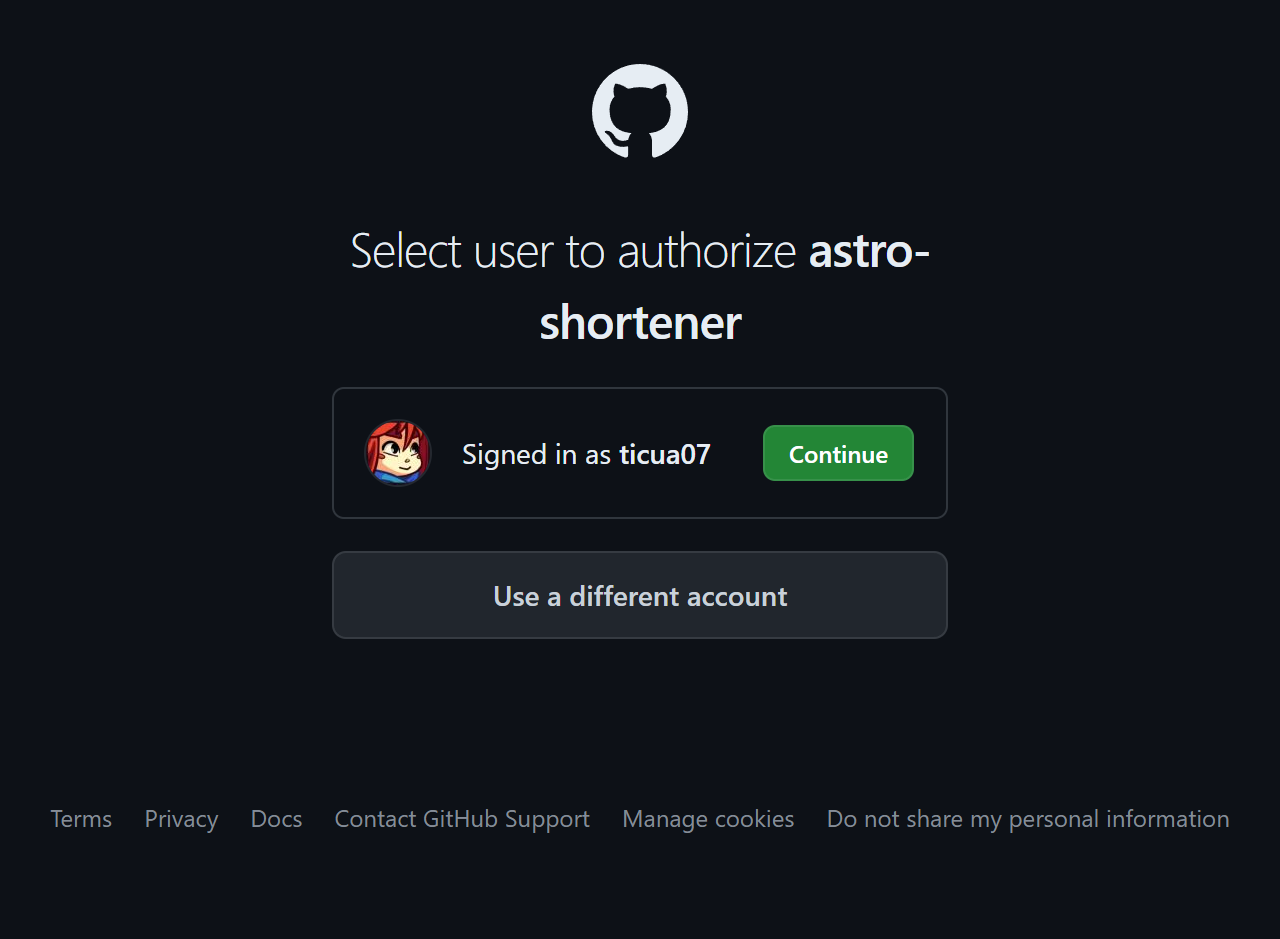 Select user to authorize astro-
shortener
Signed in as ticua07
Continue
Use a different account
Terms Privacy Docs Contact GitHub Support Manage cookies Do not share my personal information